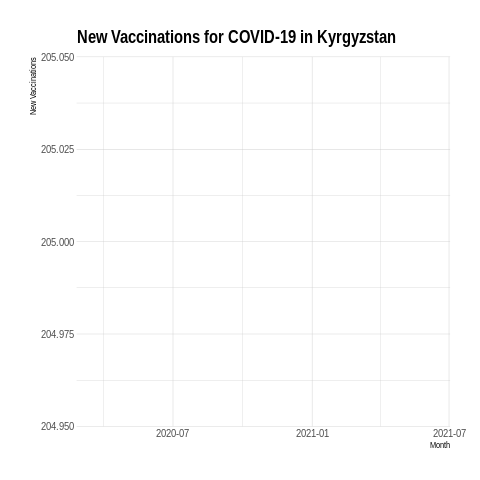 New Vaccinations for COVID-19 in Kyrgyzstan
New Vaccinations
205.050
205.025
205.000
204.975
204.950
2020-07 2021-01 2021-07
Month